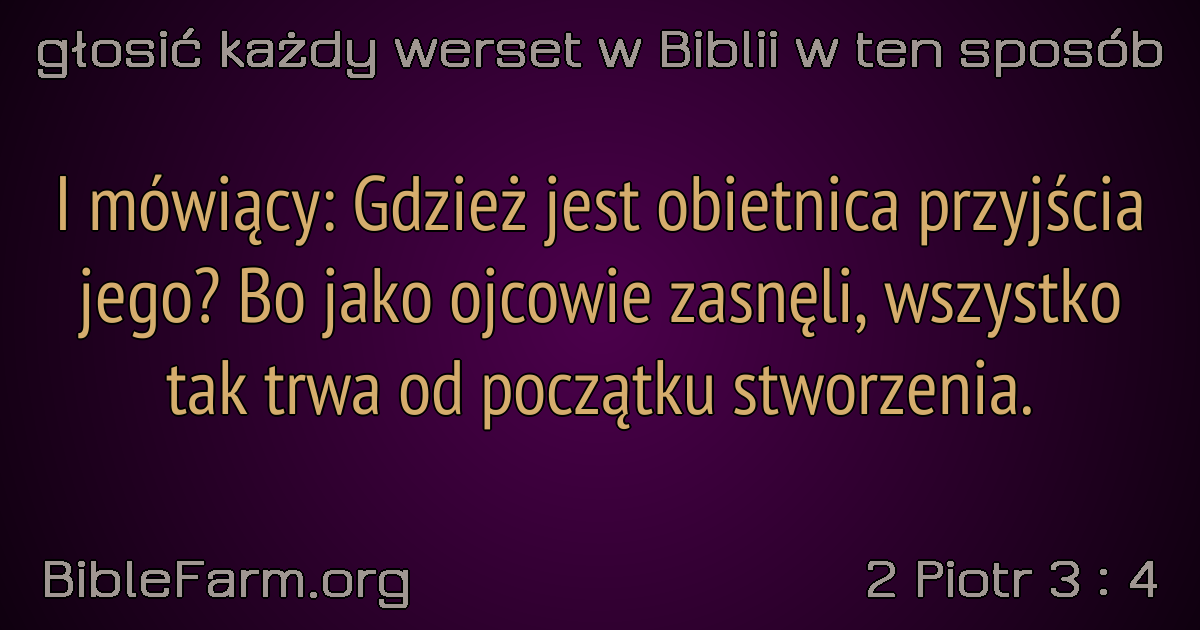 głosić każdy werset w Biblii w ten sposób
I mówiący: Gdzież jest obietnica przyjścia
jego? Bo jako ojcowie zasnęli, wszystko
tak trwa od początku stworzenia.
BibleFarm.org
2 Piotr 3 : 4